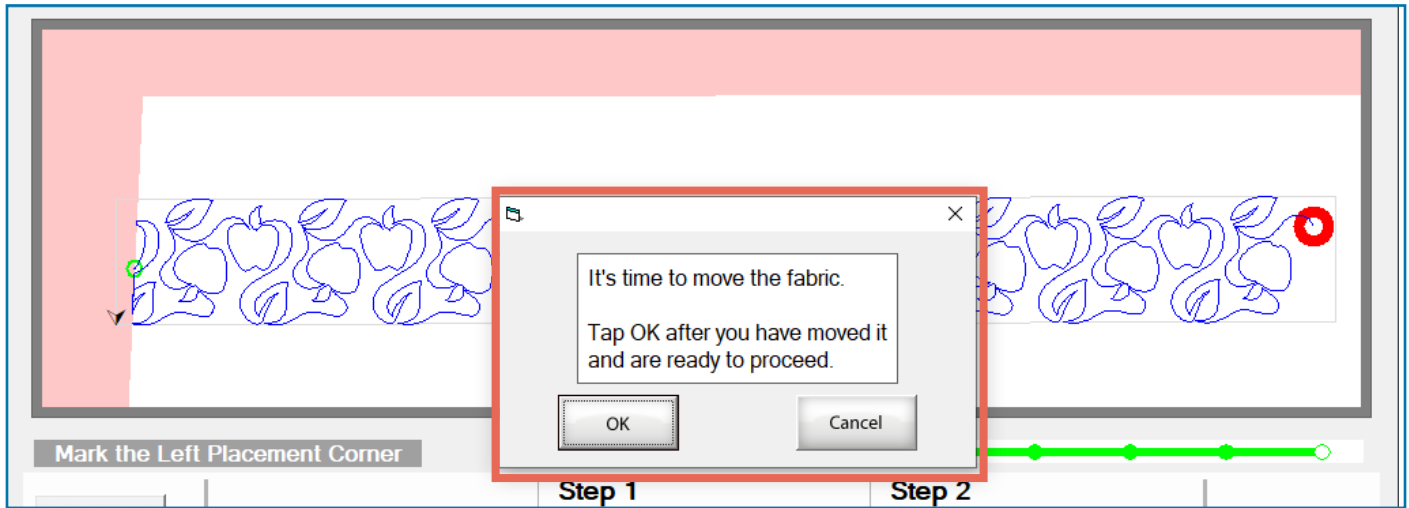 It's time to move the fabric.
Tap OK after you have moved it
and are ready to proceed.
OK
Cancel
Mark the Left Placement Corner
Step 1
Step 2